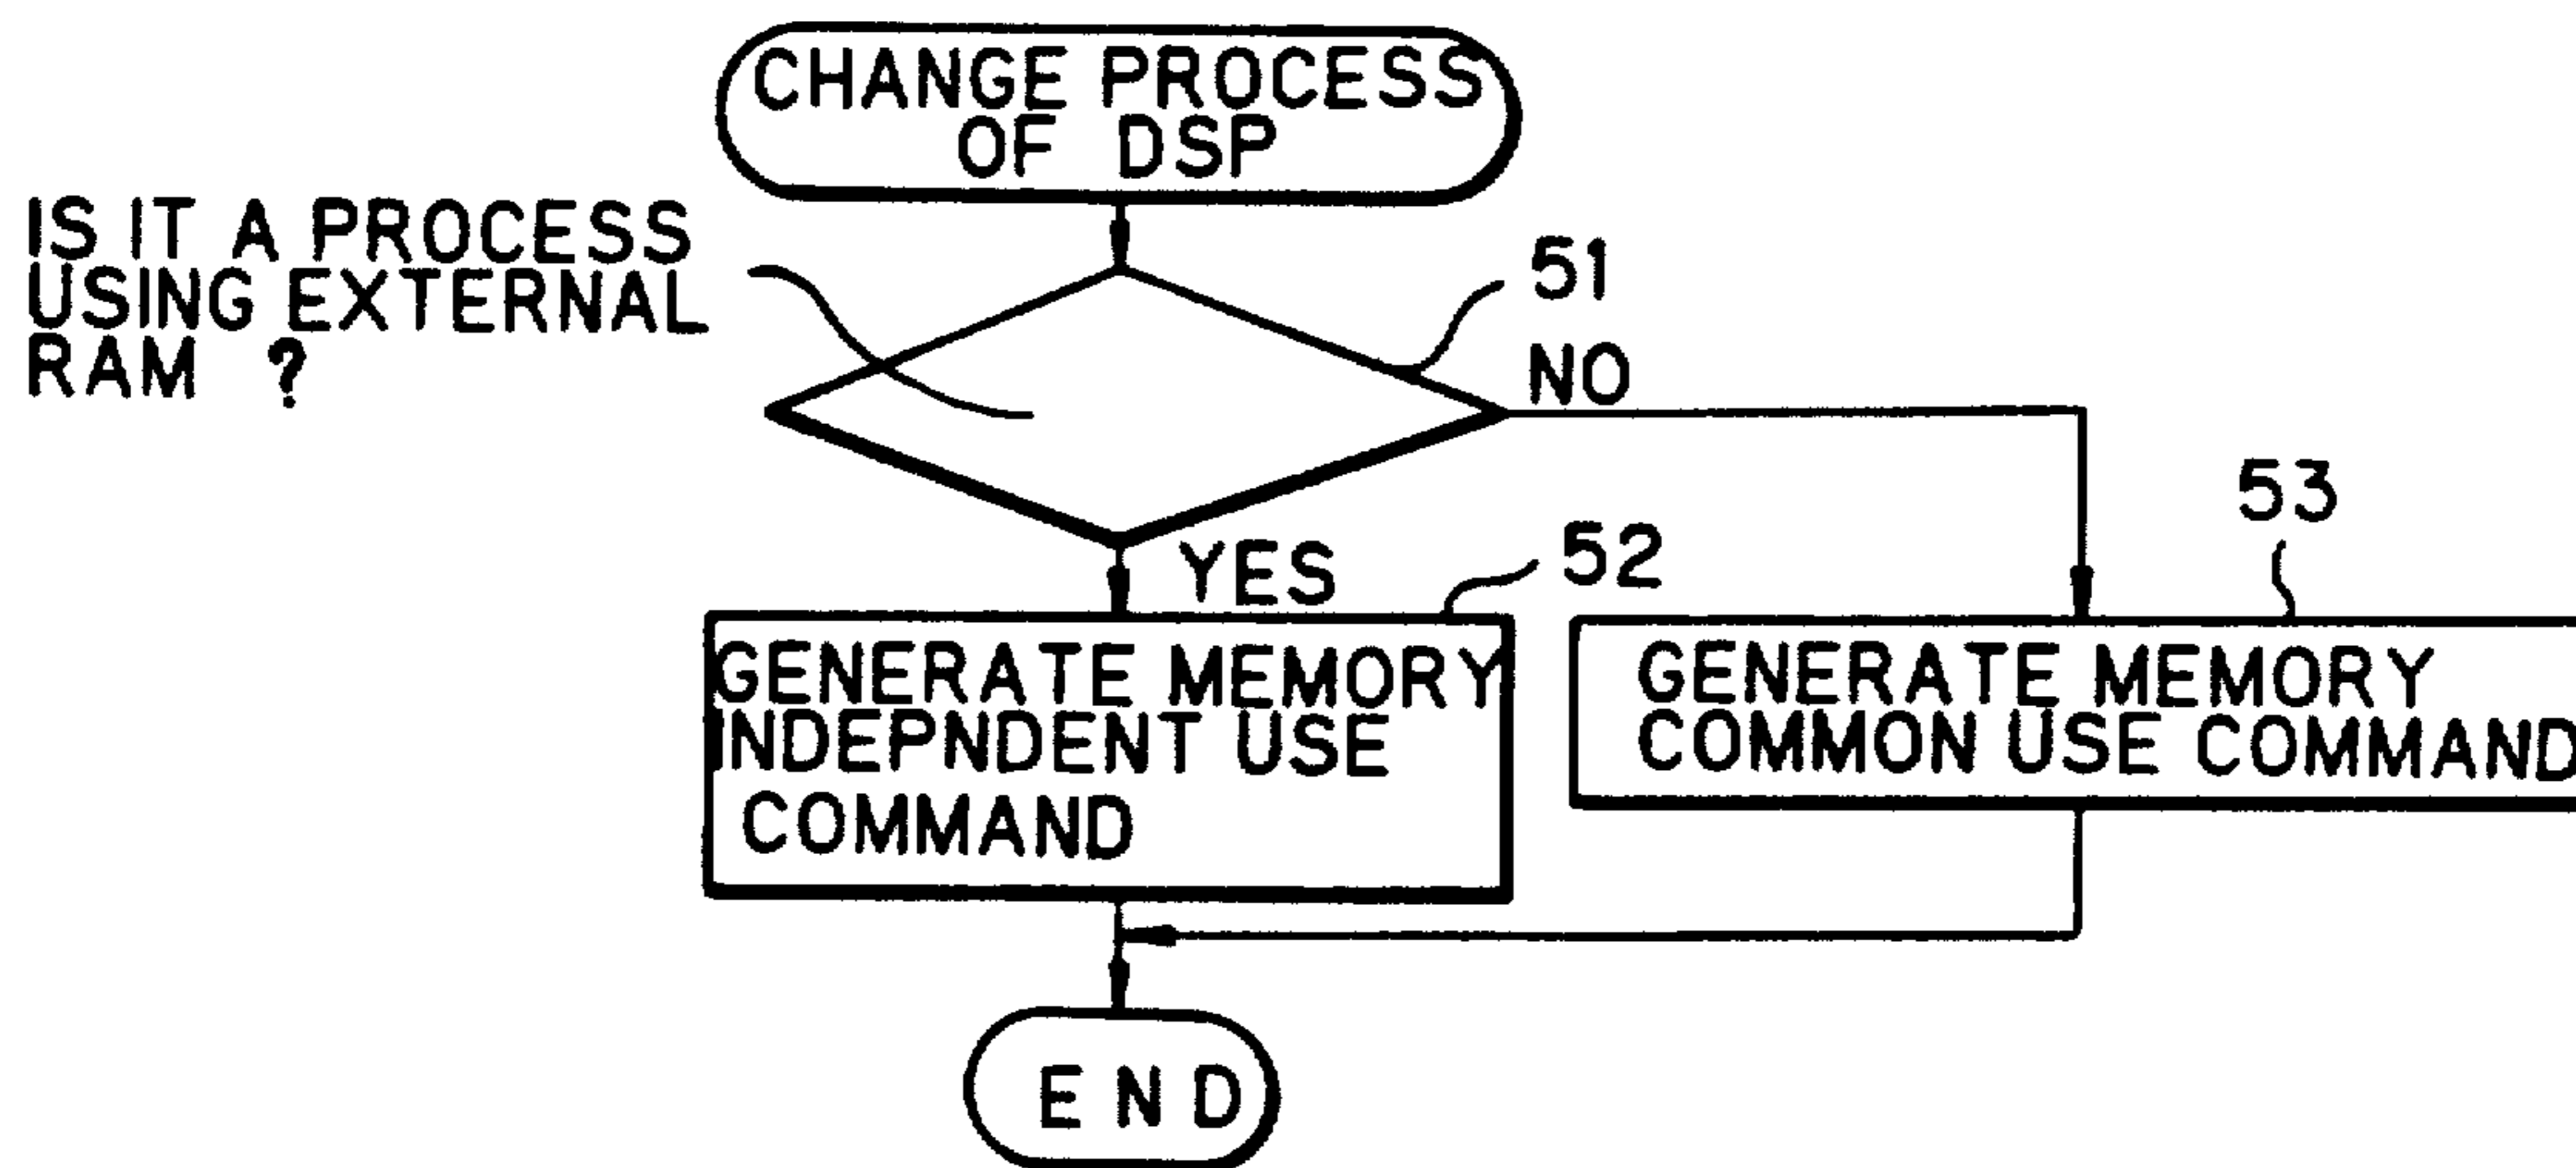 CHANGE PROCESS
OF DSP
IS IT A PROCESS
USING EXTERNAL
RAM ?
51
NO
YES
52
53
GENERATE MEMORY
INDEPNDENT USE
COMMAND
GENERATE MEMORY
COMMON USE COMMAND
END